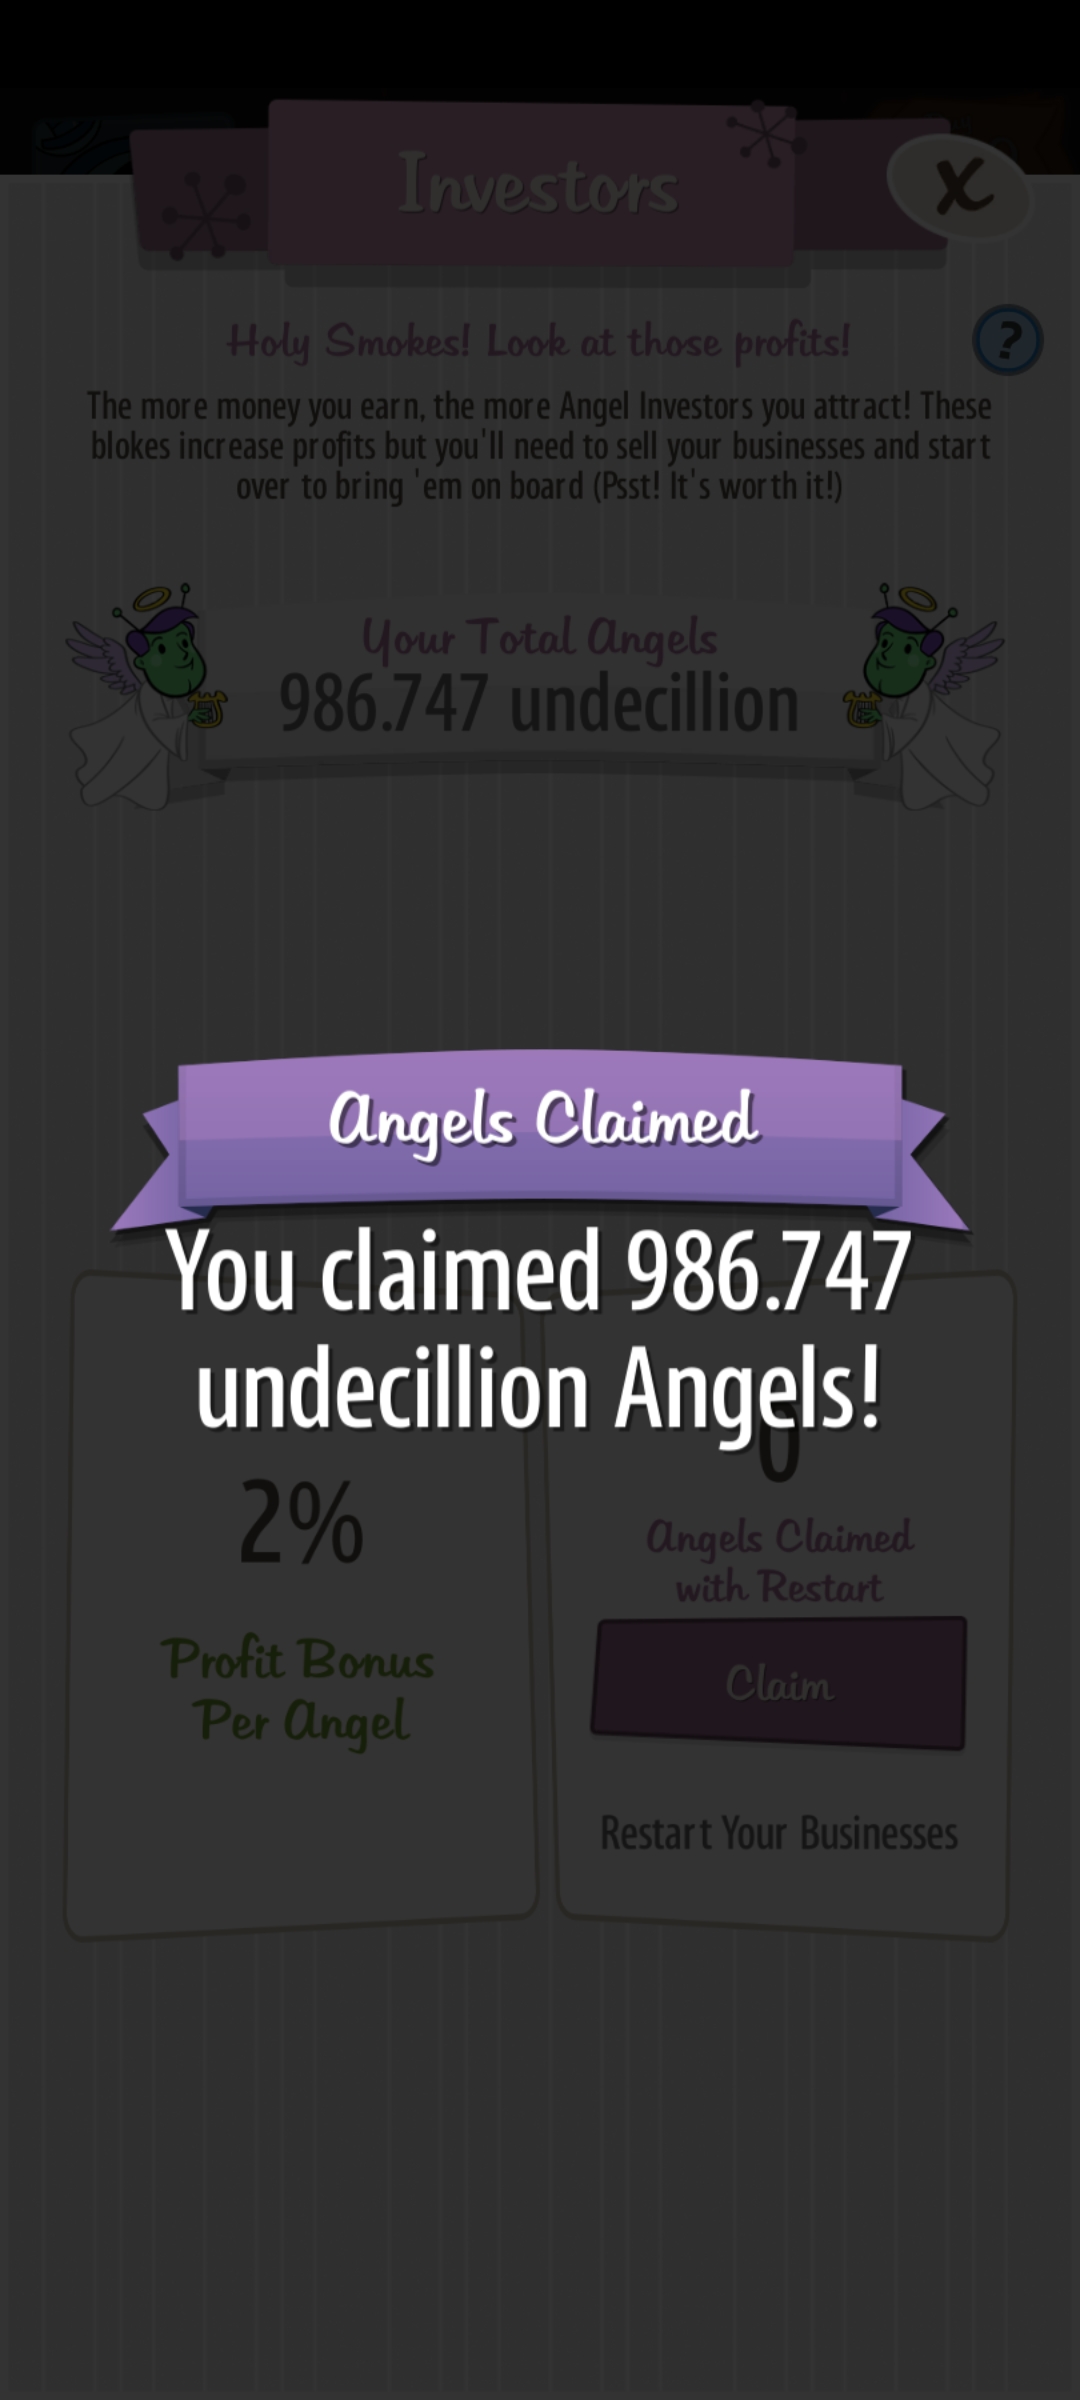 Investors
X
Holy Smokes! Look at those profits!
?
The more money you earn, the more Angel Investors you attract! These
blokes increase profits but you'll need to sell your businesses and start
over to bring 'em on board (Psst! It's worth it!)
Your Total Angels
986.747 undecillion
Angels Claimed
You claimed 986.747
undecillion Angels!
2%
Profit Bonus
Per Angel
0
Angels Claimed
with Restart
Claim
Restart Your Businesses